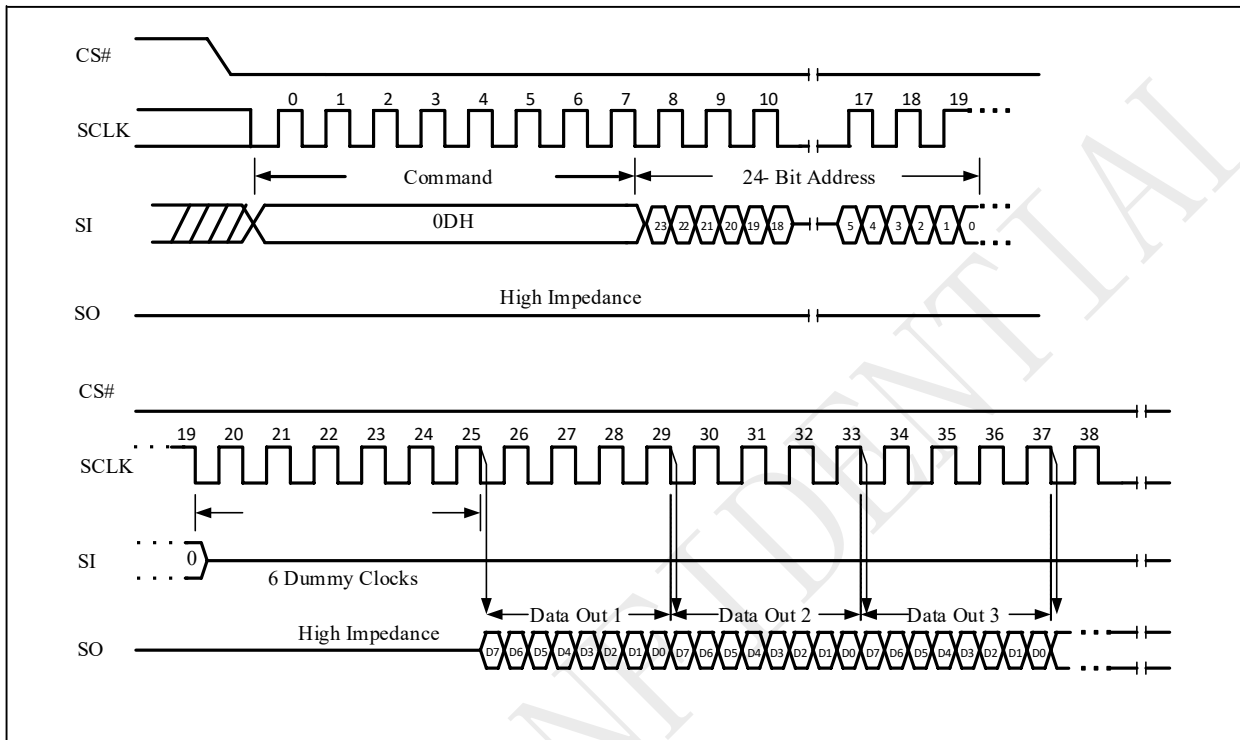 CS#
0 1 2 3 4 5 6 7 8 9 10 17 18 19
SCLK
Command 24- Bit Address
SI 0DH 23 22 21 20 19 18 5 4 3 2 1 0
High Impedance
SO
CS#
19 20 21 22 23 24 25 26 27 28 29 30 31 32 33 34 35 36 37 38
SCLK
SI 0
6 Dummy Clocks
Data Out 1 Data Out 2 Data Out 3
High Impedance
SO D7 D6 D5 D4 D3 D2 D1 D0 D7 D6 D5 D4 D3 D2 D1 D0 D7 D6 D5 D4 D3 D2 D1 D0
NFIDENTIAL